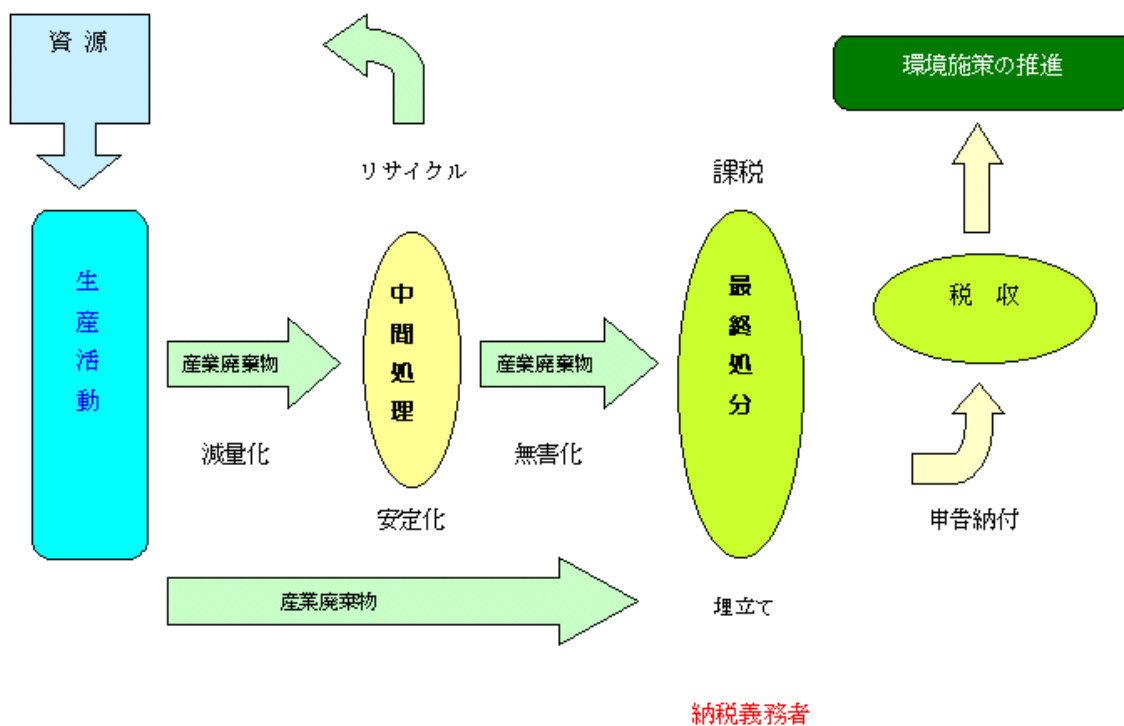 資 源
環境施策の推進
リサイクル
課税
生産活動
中間処理
最終処分
税 収
産業廃棄物
産業廃棄物
減量化
無害化
安定化
申告納付
産業廃棄物
埋立て
納税義務者